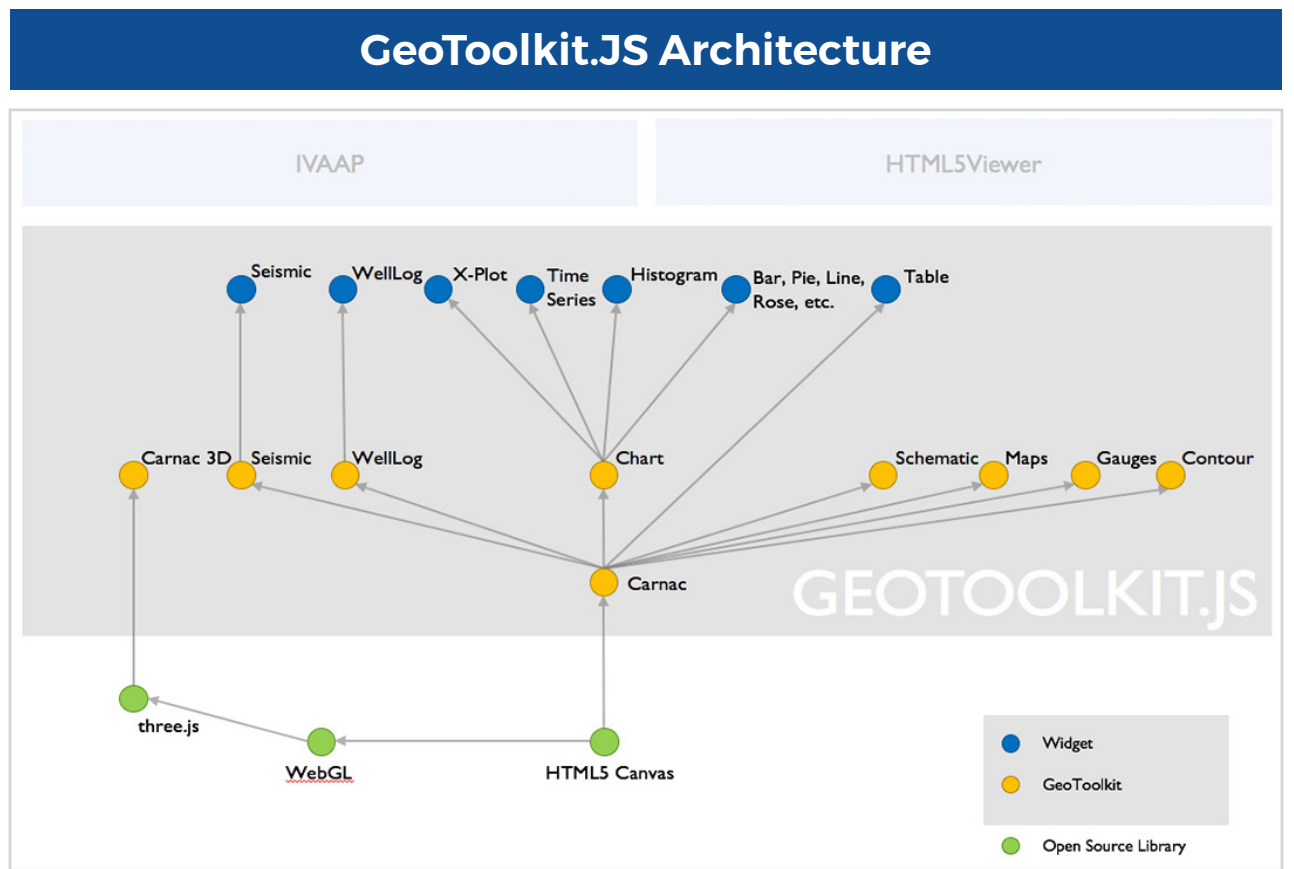 GeoToolkit.JS Architecture
IVAAP
HTML5Viewer
Seismic
WellLog
X-Plot
Time
Series
Histogram
Bar, Pie, Line,
Rose, etc.
Table
Carnac 3D
Seismic
WellLog
Chart
Schematic
Maps
Gauges
Contour
Carnac
GEOTOOLKIT.JS
three.js
WebGL
HTML5 Canvas
Widget
GeoToolkit
Open Source Library